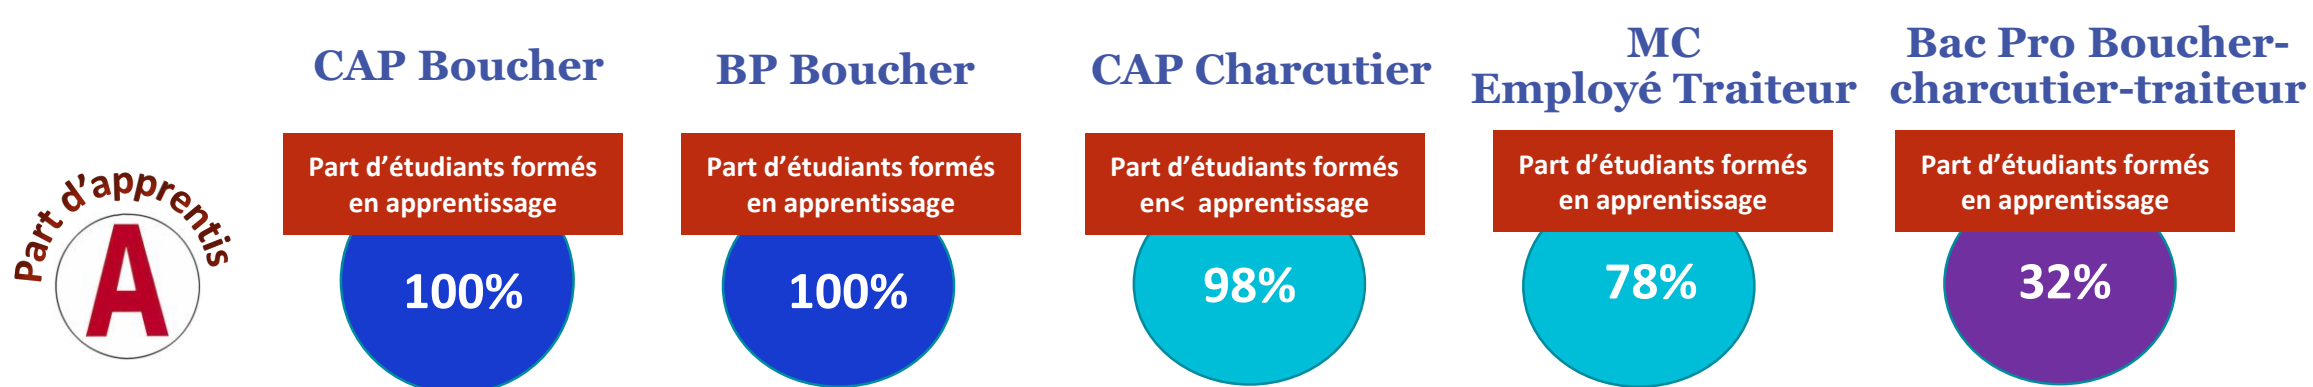 CAP Boucher
BP Boucher
CAP Charcutier
MC
Employé Traiteur
Bac Pro Boucher-
charcutier-traiteur
Part d'apprentis
A
Part d’étudiants formés
en apprentissage
100%
Part d’étudiants formés
en apprentissage
100%
Part d’étudiants formés
en< apprentissage
98%
Part d’étudiants formés
en apprentissage
78%
Part d’étudiants formés
en apprentissage
32%